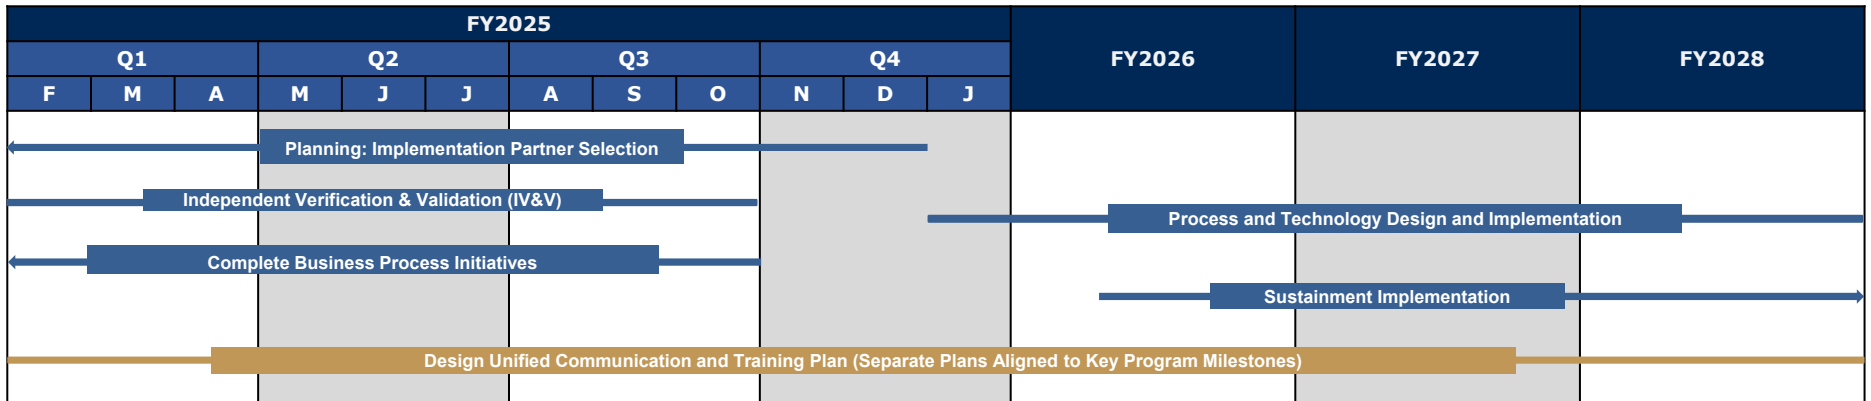 FY2025
FY2026
FY2027
FY2028
Q1 Q2 Q3 Q4
F M A M J J A S O N D J
Planning: Implementation Partner Selection
Independent Verification & Validation (IV&V)
Process and Technology Design and Implementation
Complete Business Process Initiatives
Sustainment Implementation
Design Unified Communication and Training Plan (Separate Plans Aligned to Key Program Milestones)